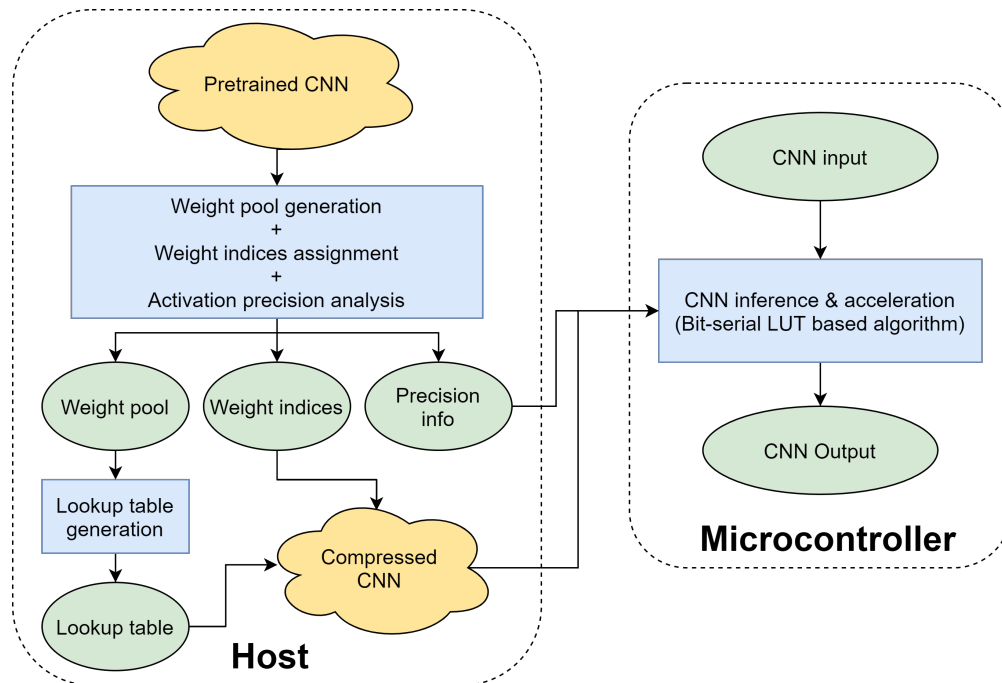 Pretrained CNN
Weight pool generation
+
Weight indices assignment
+
Activation precision analysis
Weight pool
Weight indices
Precision
info
Lookup table
generation
Lookup table
Compressed
CNN
Host
CNN input
CNN inference & acceleration
(Bit-serial LUT based algorithm)
CNN Output
Microcontroller